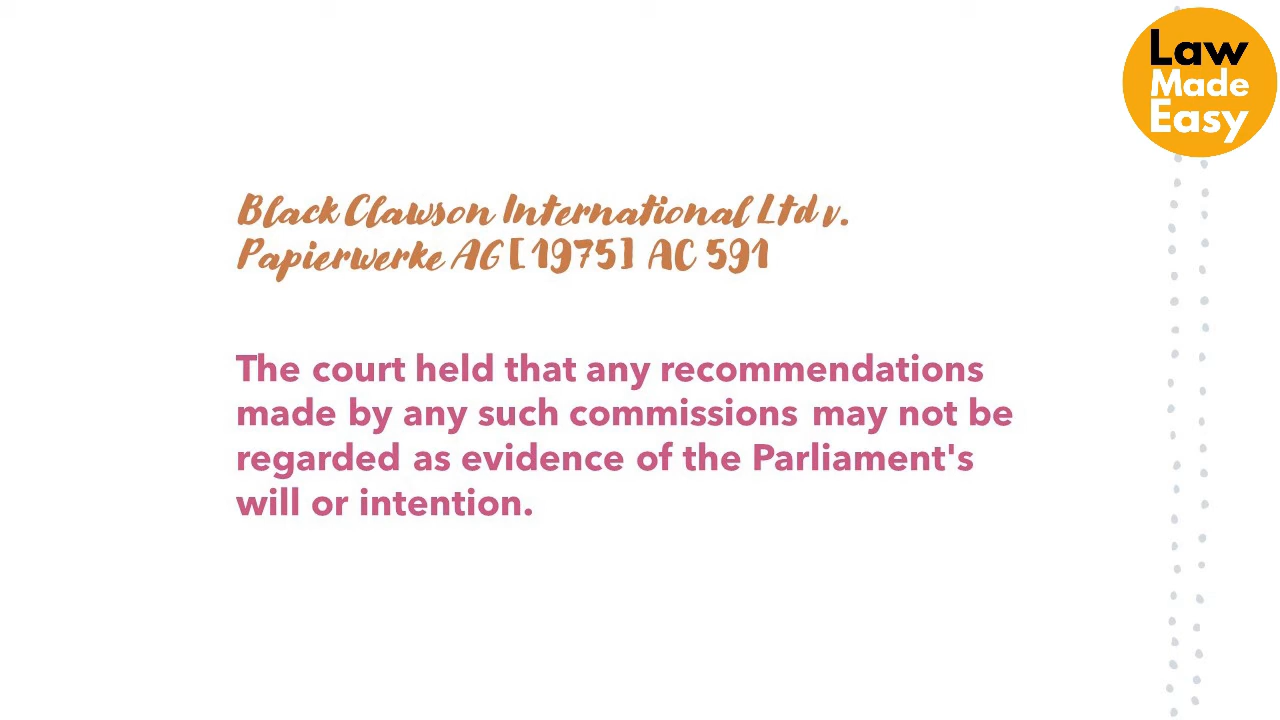 Law
Made
Easy
Black Clawson International Ltd v.
Papierwerke AG [1975] AC 591
The court held that any recommendations
made by any such commissions may not be
regarded as evidence of the Parliament's
will or intention.